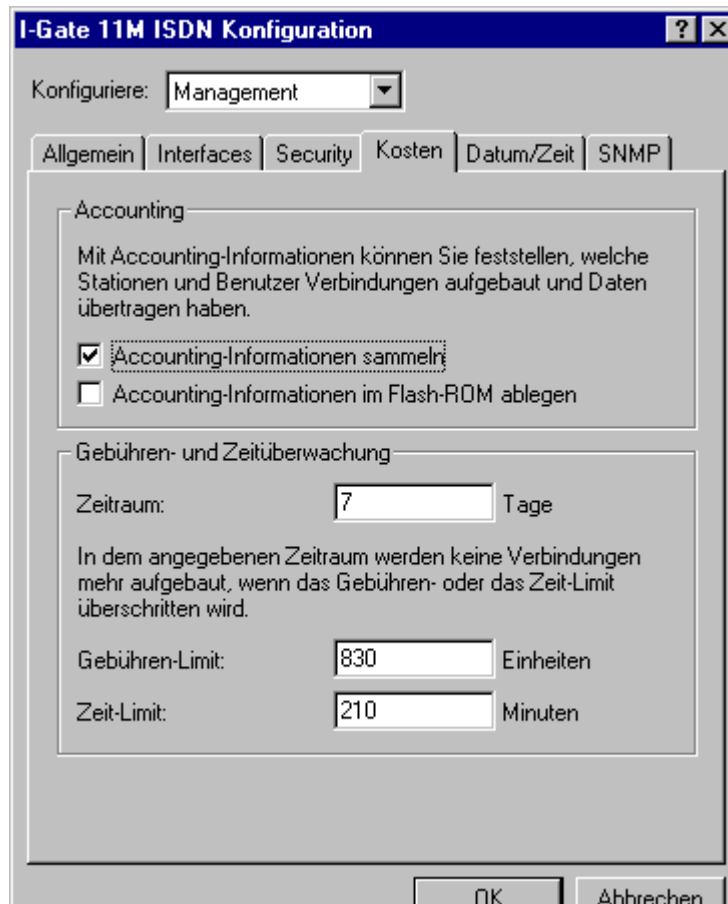 I-Gate 11M ISDN Konfiguration
Konfiguriere: Management
Allgemein Interfaces Security Kosten Datum/Zeit SNMP
Accounting
Mit Accounting-Informationen können Sie feststellen, welche
Stationen und Benutzer Verbindungen aufgebaut und Daten
übertragen haben.
Accounting-Informationen sammeln
Accounting-Informationen im Flash-ROM ablegen
Gebühren- und Zeitüberwachung
Zeitraum: 7 Tage
In dem angegebenen Zeitraum werden keine Verbindungen
mehr aufgebaut, wenn das Gebühren- oder das Zeit-Limit
überschritten wird.
Gebühren-Limit: 830 Einheiten
Zeit-Limit: 210 Minuten
OK Abbrechen